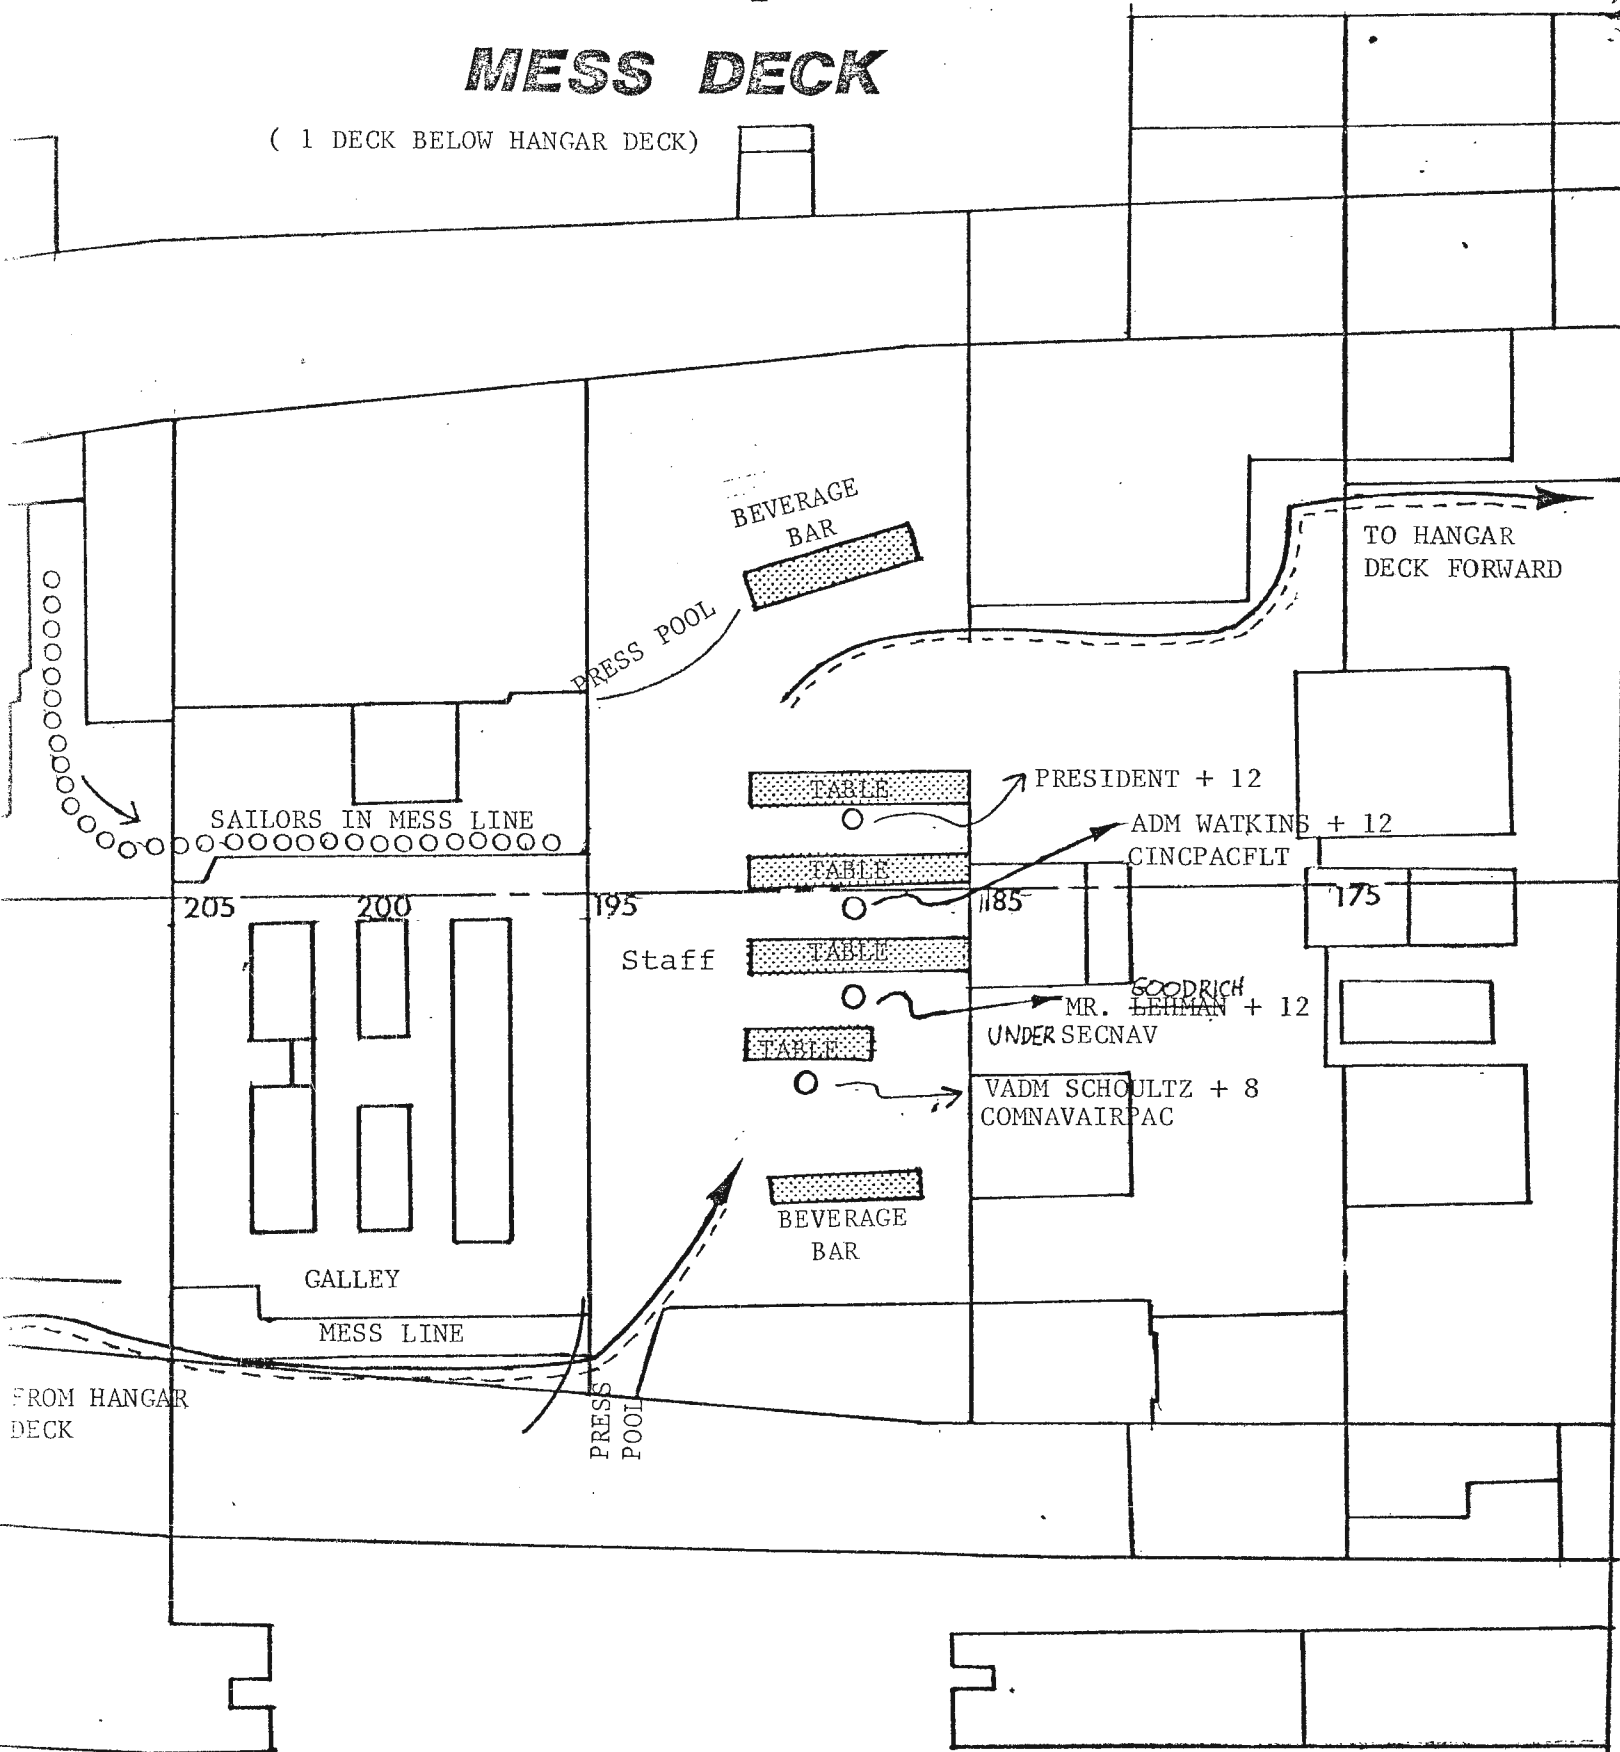 MESS DECK
( 1 DECK BELOW HANGAR DECK)
BEVERAGE
BAR
PRESS POOL
TO HANGAR
DECK FORWARD
TABLE
PRESIDENT + 12
SAILORS IN MESS LINE
ADM WATKINS + 12
CINCPACFLT
TABLE
205
200
195
185
175
Staff
TABLE
GOODRICH
MR. LEHMAN + 12
UNDER SECNAV
TABLE
VADM SCHOULTZ + 8
COMNAVAIRPAC
BEVERAGE
BAR
GALLEY
MESS LINE
FROM HANGAR
DECK
PRESS
POOL